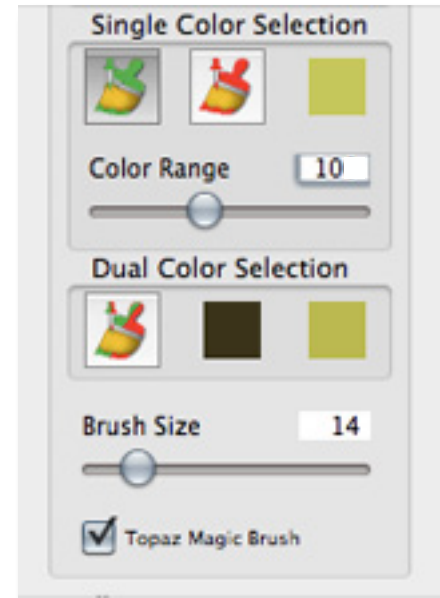 Single Color Selection
Color Range 10
Dual Color Selection
Brush Size 14
Topaz Magic Brush